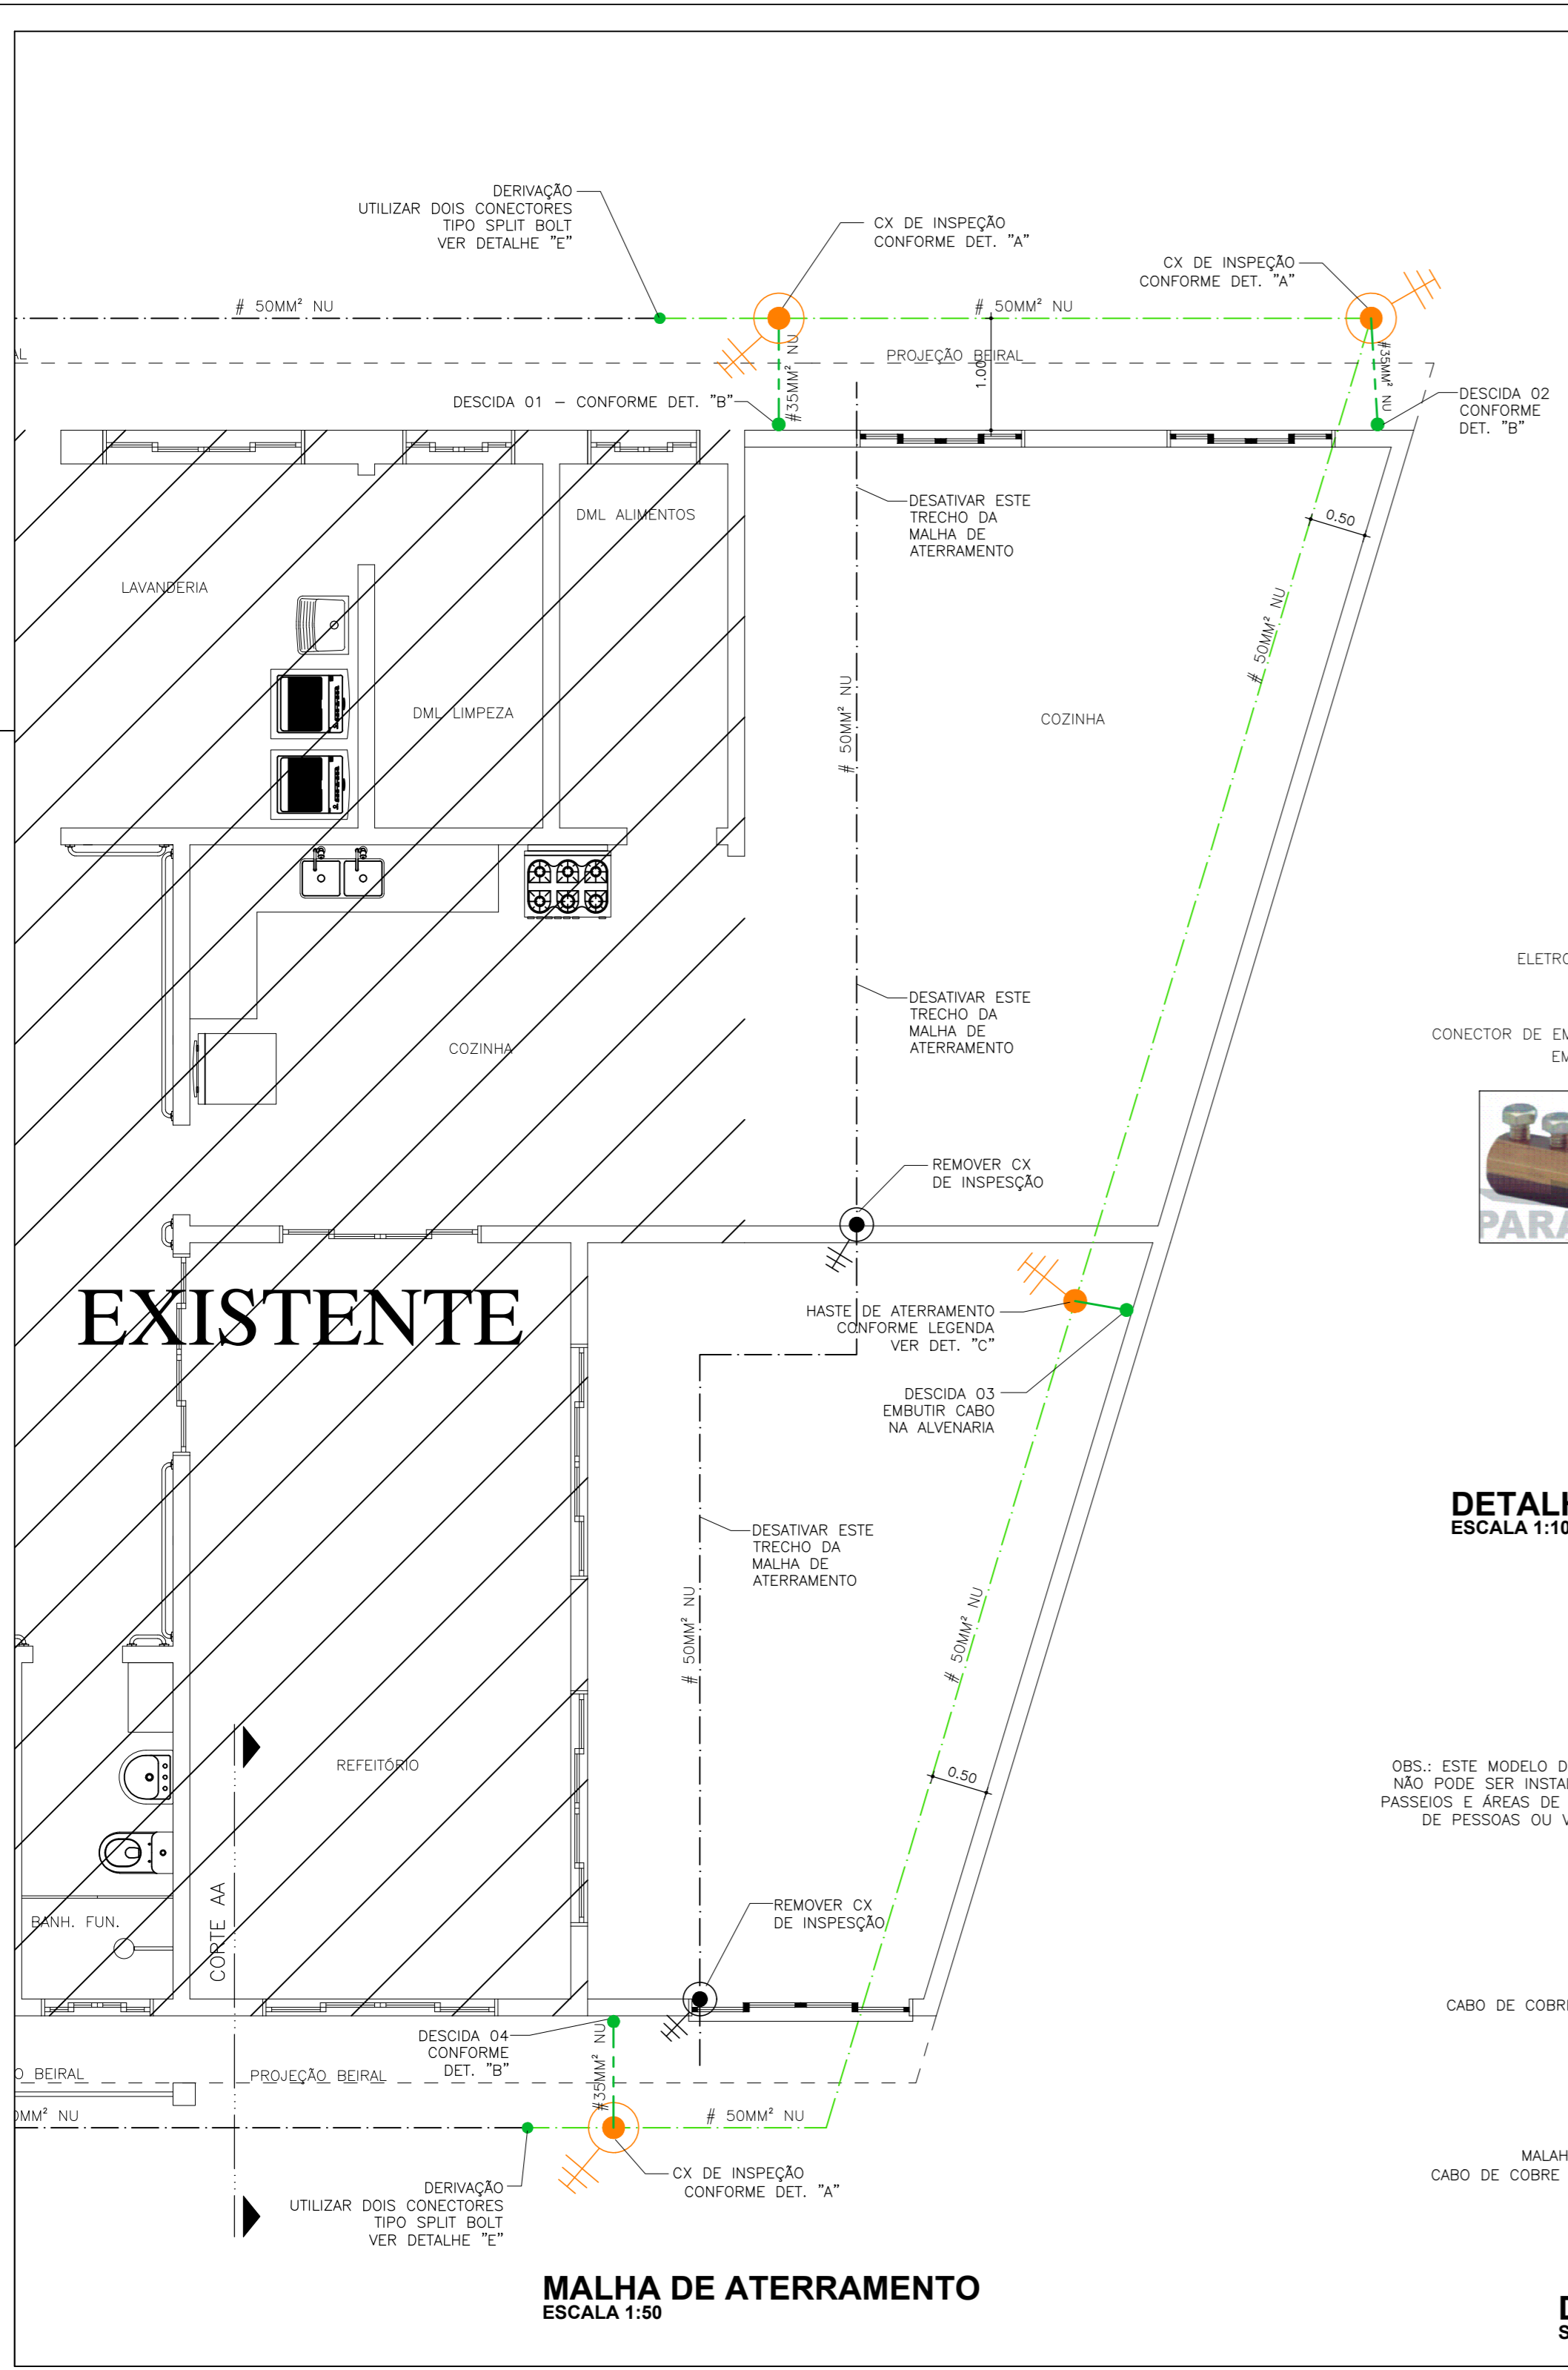 DERIVAÇÃO
UTILIZAR DOIS CONECTORES
TIPO SPLIT BOLT
VER DETALHE "E"
CX DE INSPEÇÃO
CONFORME DET. "A"
CX DE INSPEÇÃO
CONFORME DET. "A"
# 50MM² NU
# 50MM² NU
AL
PROJEÇÃO BEIRAL
1.00
#35MM² NU
#35MM² NU
DESCIDA 01 – CONFORME DET. "B"
DESCIDA 02
CONFORME
DET. "B"
DESATIVAR ESTE
TRECHO DA
MALHA DE
ATERRAMENTO
0.50
DML ALIMENTOS
LAVANDERIA
# 50MM² NU
DML LIMPEZA
# 50MM² NU
COZINHA
ELETRO
DESATIVAR ESTE
TRECHO DA
MALHA DE
ATERRAMENTO
COZINHA
CONECTOR DE EM
EM
PARA
REMOVER CX
DE INSPESÇÃO
EXISTENTE
HASTE DE ATERRAMENTO
CONFORME LEGENDA
VER DET. "C"
DESCIDA 03
EMBUTIR CABO
NA ALVENARIA
DETALH
ESCALA 1:10
DESATIVAR ESTE
TRECHO DA
MALHA DE
ATERRAMENTO
# 50MM² NU
# 50MM² NU
REFEITÓRIO
0.50
OBS.: ESTE MODELO D
NÃO PODE SER INSTAL
PASSEIOS E ÁREAS DE
DE PESSOAS OU V
BANH. FUN.
CORTE AA
REMOVER CX
DE INSPESÇÃO
CABO DE COBRE
DESCIDA 04
CONFORME
DET. "B"
#35MM² NU
O BEIRAL
PROJEÇÃO BEIRAL
0MM² NU
# 50MM² NU
CX DE INSPEÇÃO
CONFORME DET. "A"
MALAH
CABO DE COBRE
DERIVAÇÃO
UTILIZAR DOIS CONECTORES
TIPO SPLIT BOLT
VER DETALHE "E"
MALHA DE ATERRAMENTO
ESCALA 1:50